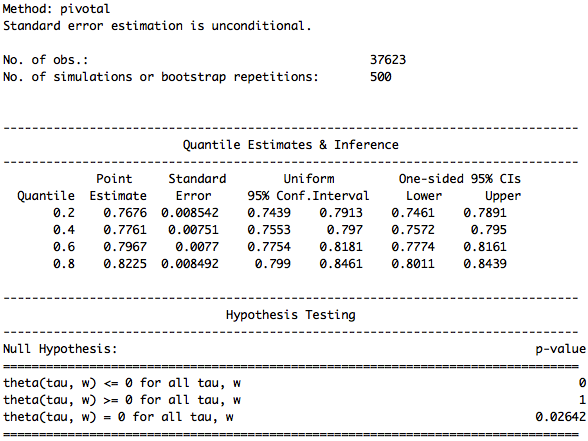 Method: pivotal
Standard error estimation is unconditional.
No. of obs.: 37623
No. of simulations or bootstrap repetitions: 500
--------------------------------------------------------------------------------
Quantile Estimates & Inference
--------------------------------------------------------------------------------
Point Standard Uniform One-sided 95% CIs
Quantile Estimate Error 95% Conf.Interval Lower Upper
0.2 0.7676 0.008542 0.7439 0.7913 0.7461 0.7891
0.4 0.7761 0.00751 0.7553 0.797 0.7572 0.795
0.6 0.7967 0.0077 0.7754 0.8181 0.7774 0.8161
0.8 0.8225 0.008492 0.799 0.8461 0.8011 0.8439
--------------------------------------------------------------------------------
Hypothesis Testing
--------------------------------------------------------------------------------
Null Hypothesis: p-value
================================================================================
theta(tau, w) <= 0 for all tau, w 0
theta(tau, w) >= 0 for all tau, w 1
theta(tau, w) = 0 for all tau, w 0.02642
================================================================================